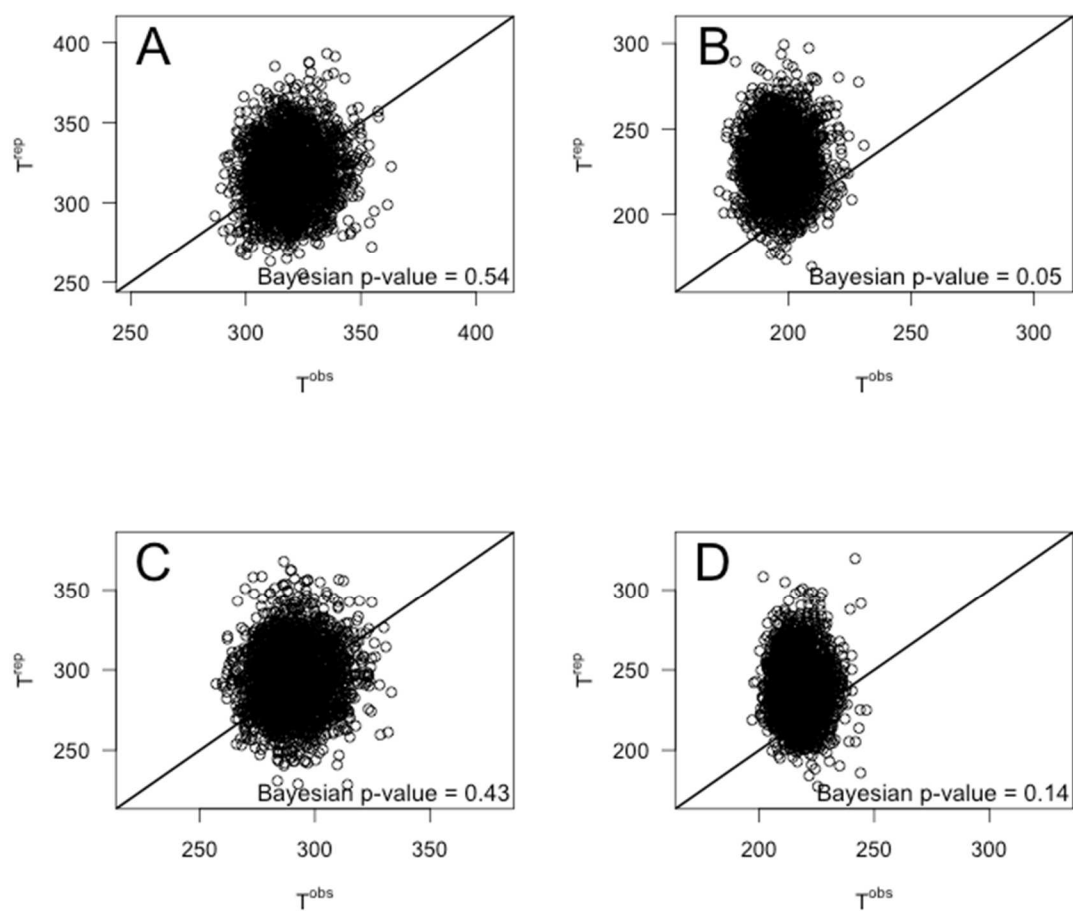 A
400
350
300
250
T^rep
Bayesian p-value = 0.54
250 300 350 400
T^obs
B
300
250
200
T^rep
Bayesian p-value = 0.05
200 250 300
T^obs
C
350
300
250
T^rep
Bayesian p-value = 0.43
250 300 350
T^obs
D
300
250
200
T^rep
Bayesian p-value = 0.14
200 250 300
T^obs